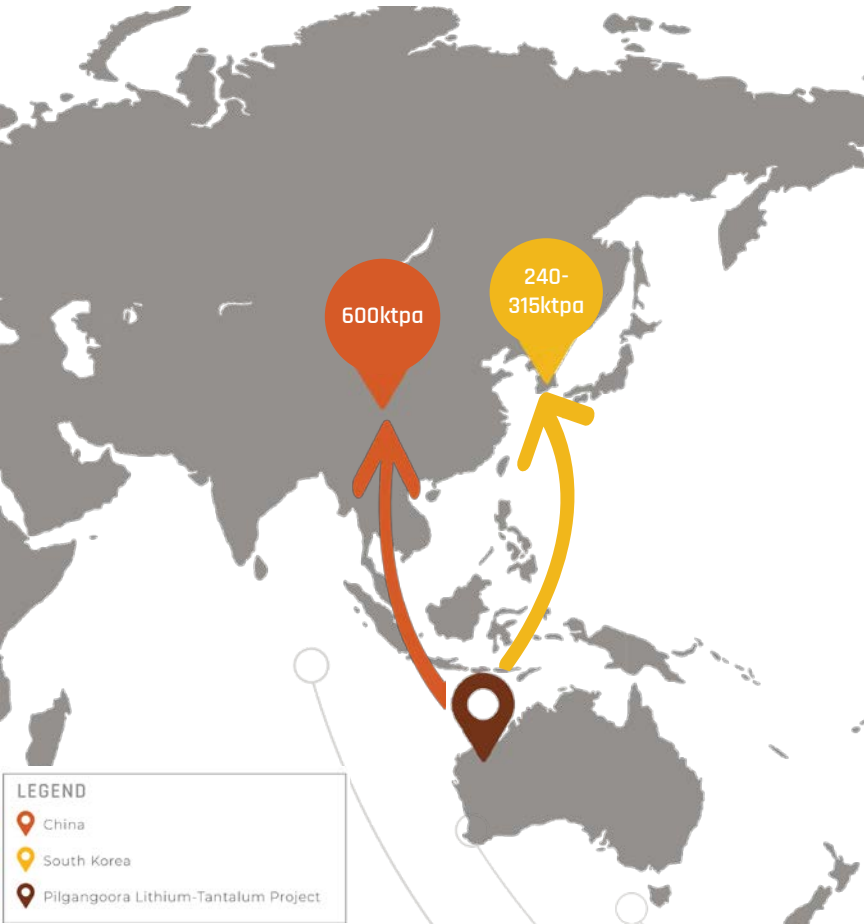 600ktpa
240-
315ktpa
LEGEND
China
South Korea
Pilgangoora Lithium-Tantalum Project